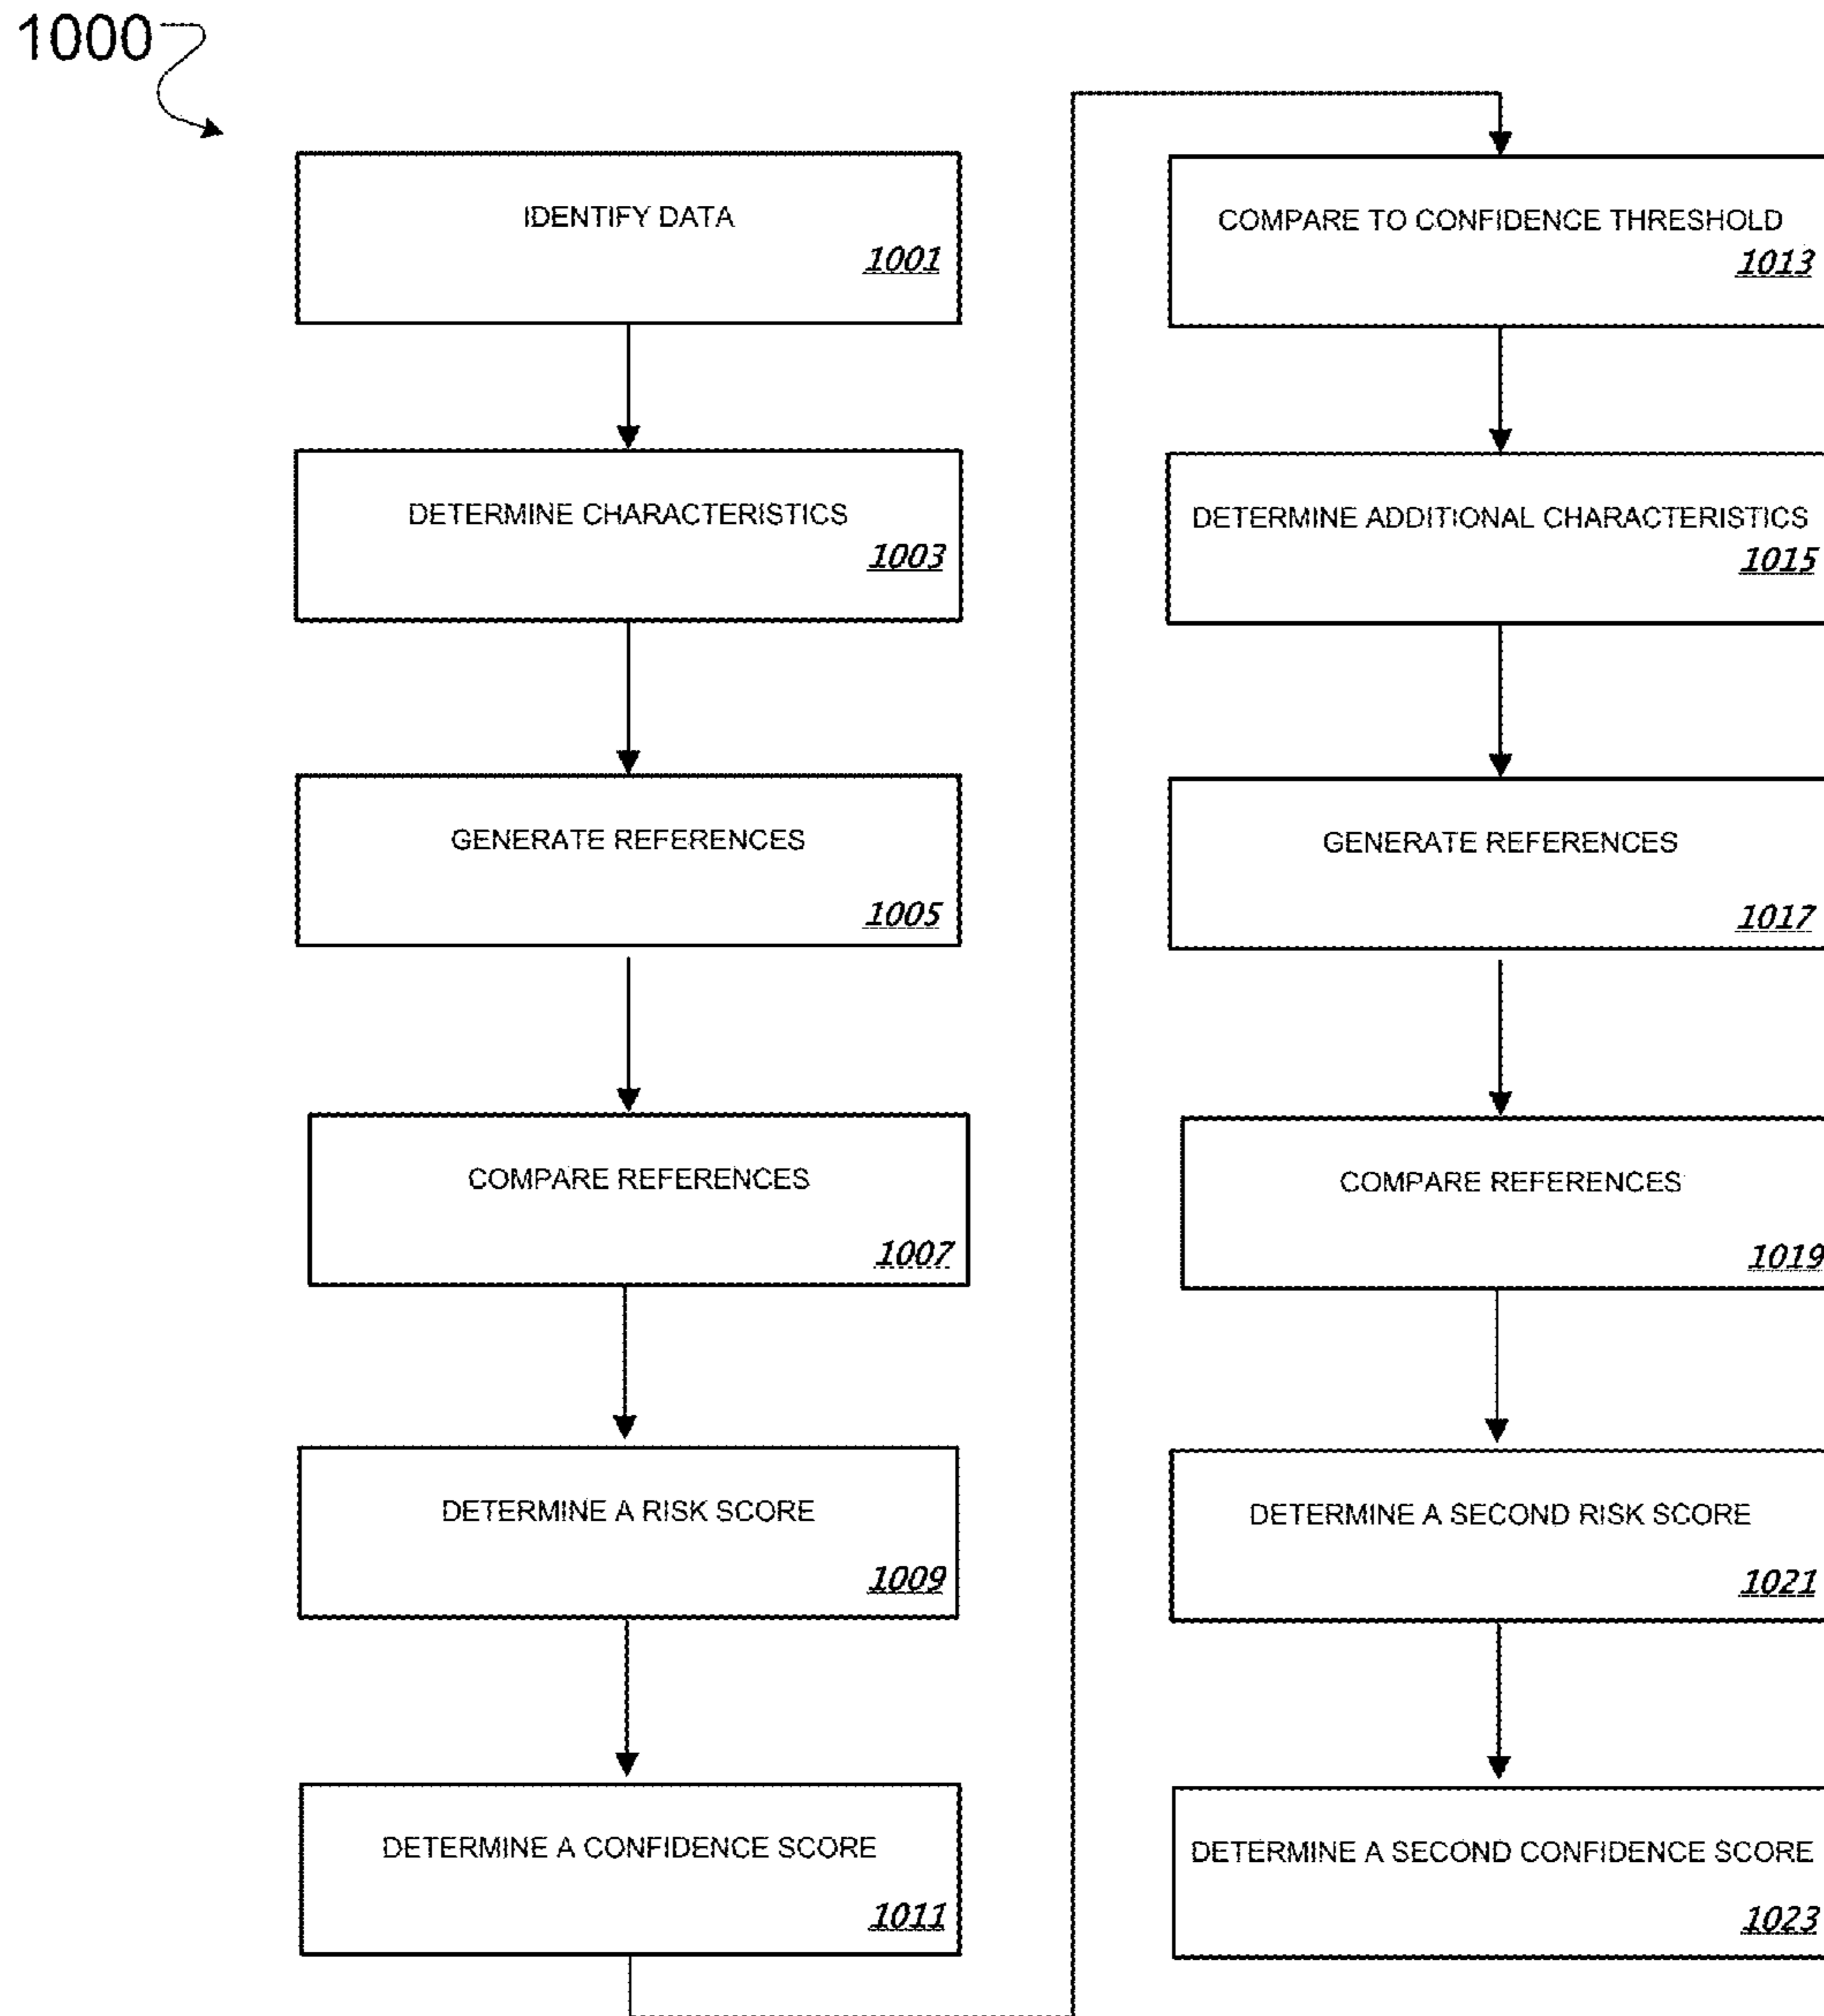 1000
IDENTIFY DATA
1001
DETERMINE CHARACTERISTICS
1003
GENERATE REFERENCES
1005
COMPARE REFERENCES
1007
DETERMINE A RISK SCORE
1009
DETERMINE A CONFIDENCE SCORE
1011
COMPARE TO CONFIDENCE THRESHOLD
1013
DETERMINE ADDITIONAL CHARACTERISTICS
1015
GENERATE REFERENCES
1017
COMPARE REFERENCES
1019
DETERMINE A SECOND RISK SCORE
1021
DETERMINE A SECOND CONFIDENCE SCORE
1023